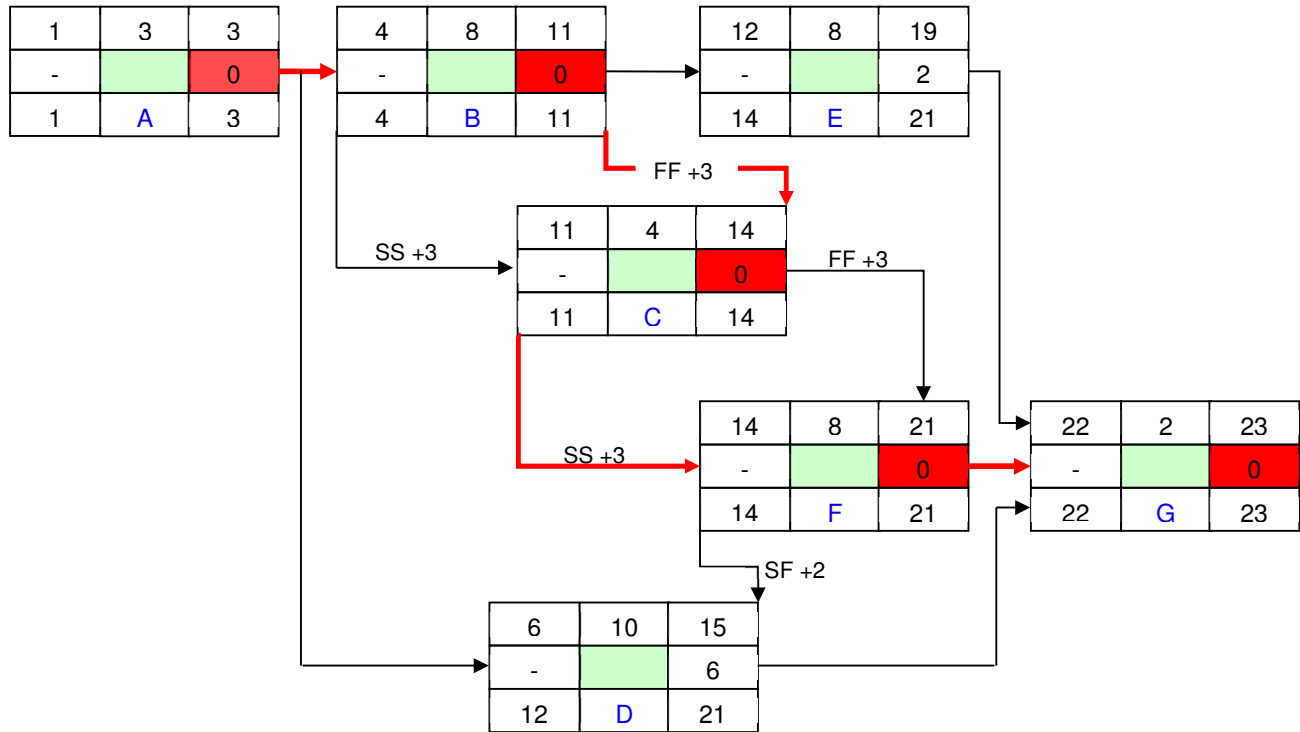 1 3 3
- 0
1 A 3
4 8 11
- 0
4 B 11
12 8 19
- 2
14 E 21
FF +3
SS +3
11 4 14
- 0
11 C 14
FF +3
SS +3
14 8 21
- 0
14 F 21
22 2 23
- 0
22 G 23
SF +2
6 10 15
- 6
12 D 21